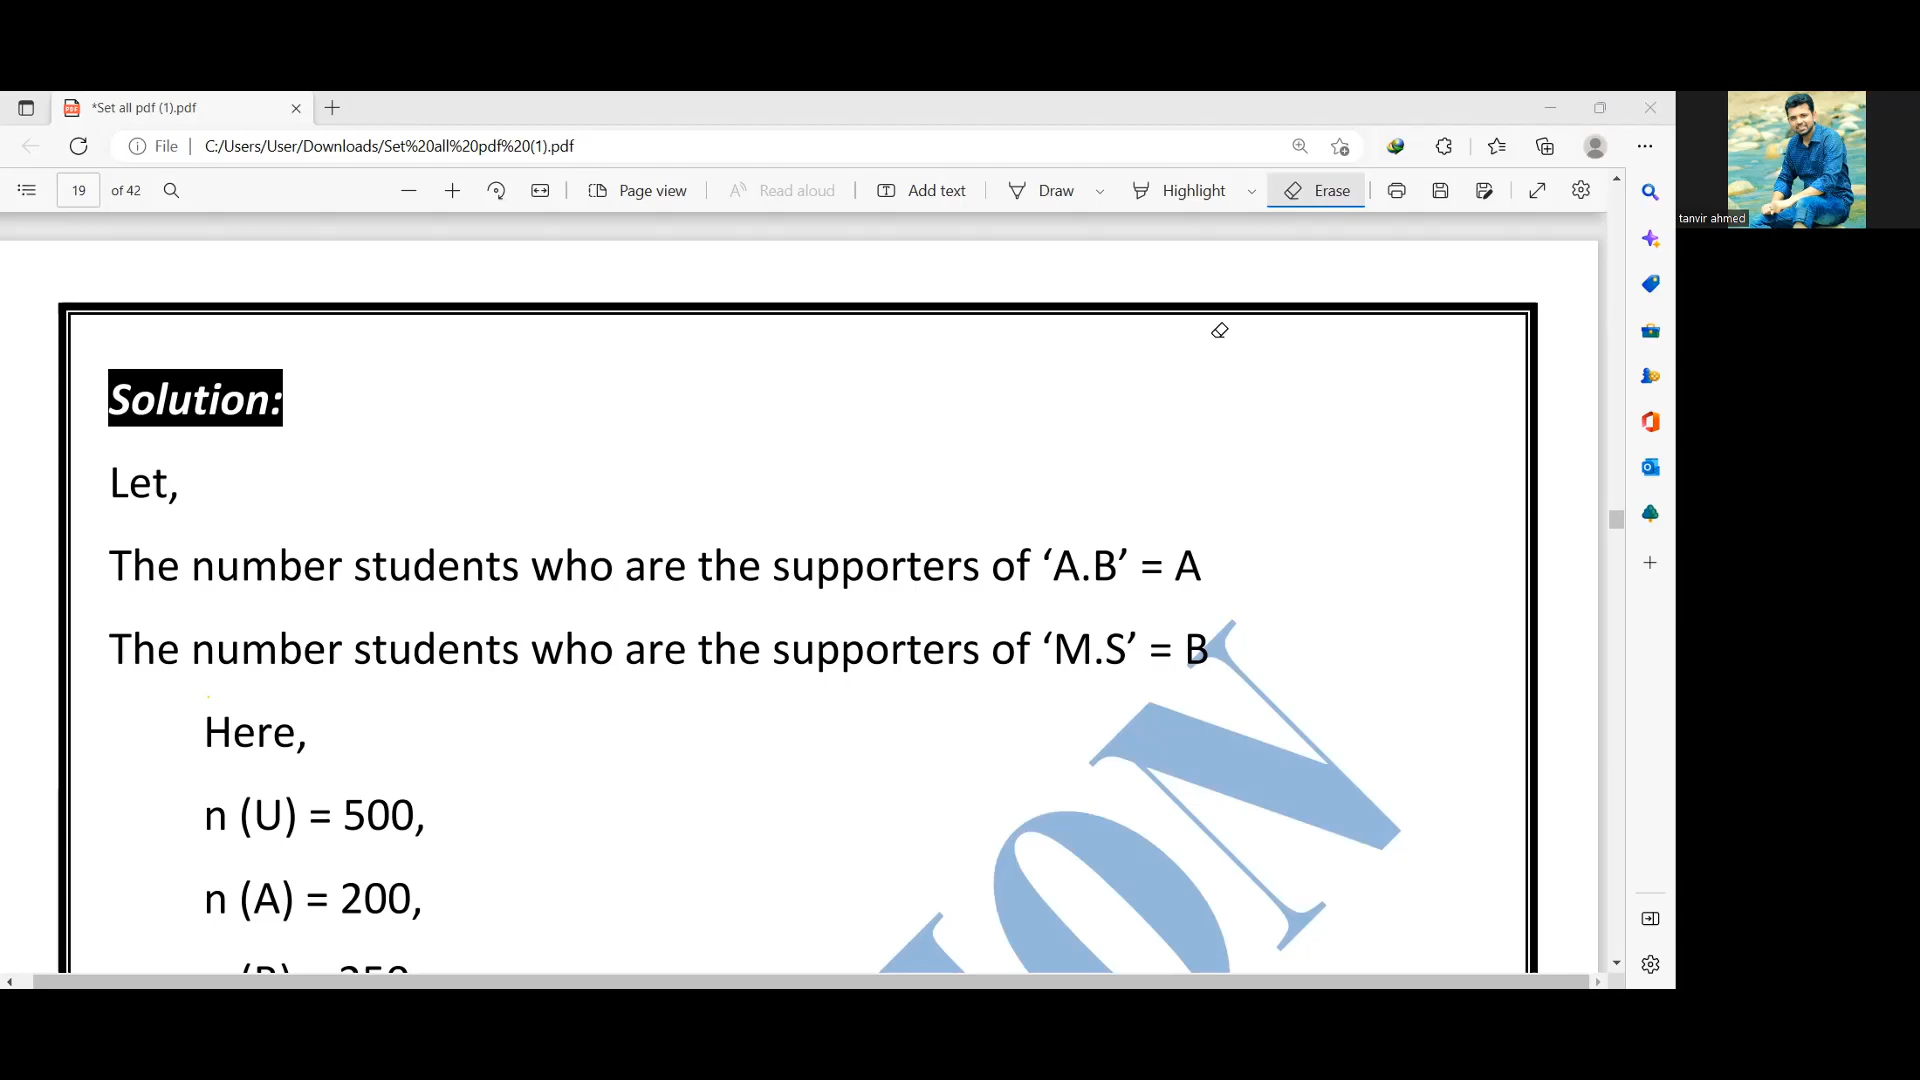 *Set all pdf (1).pdf
File
C:/Users/User/Downloads/Set%20all%20pdf%20(1).pdf
19 of 42
Page view
Read aloud
Add text
Draw
Highlight
Erase
tanvir ahmed
Solution:
Let,
The number students who are the supporters of ‘A.B’ = A
The number students who are the supporters of ‘M.S’ = B
Here,
n (U) = 500,
n (A) = 200,
ON